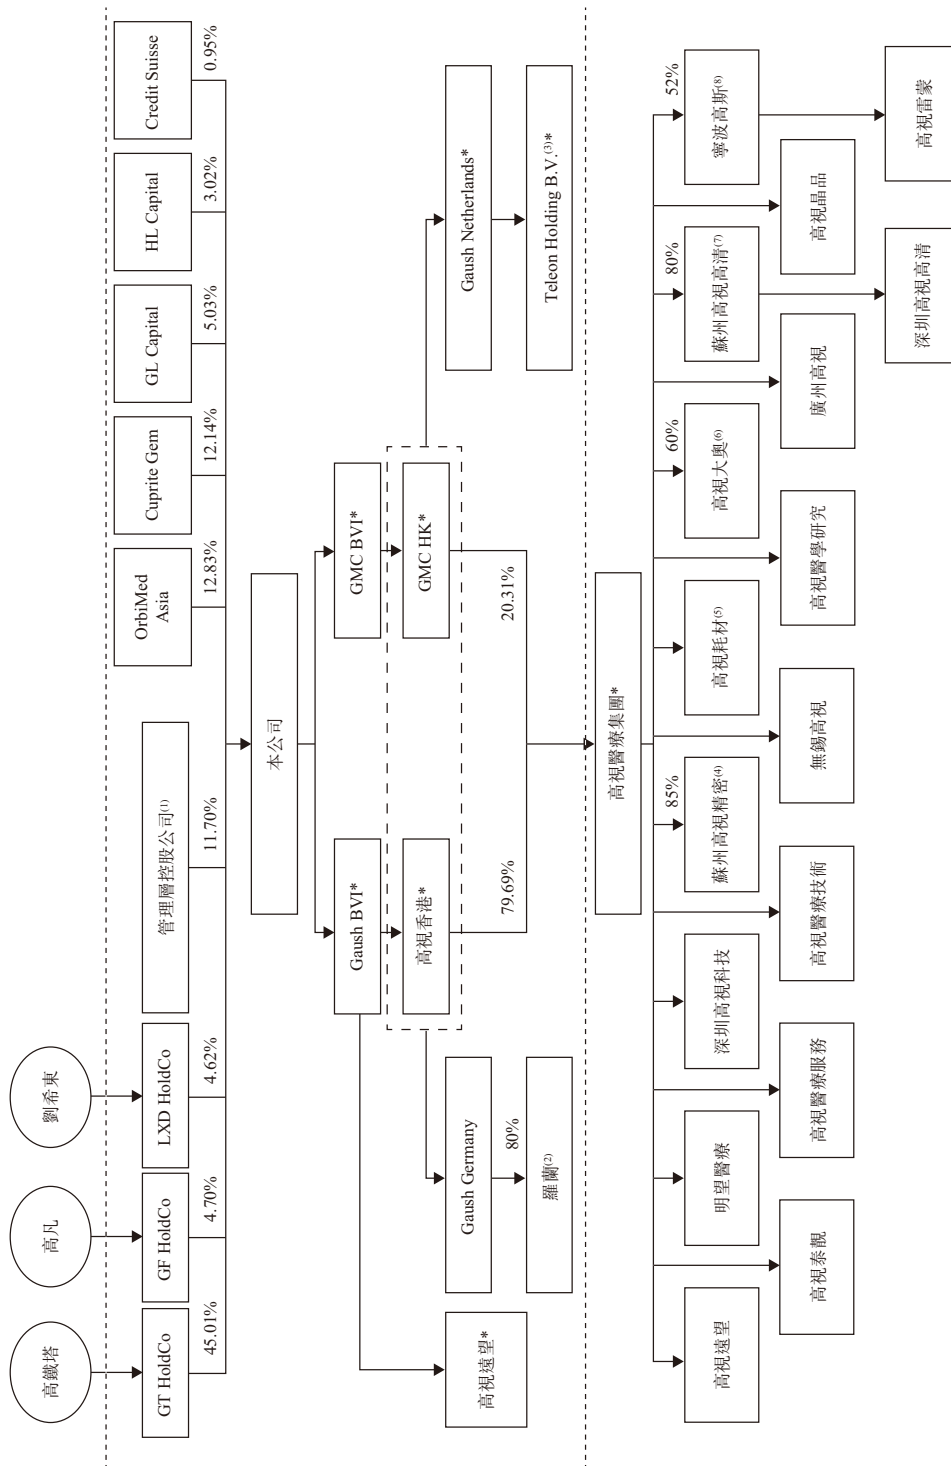 高鐵塔
高凡
劉希東
GT HoldCo
GF HoldCo
LXD HoldCo
管理層控股公司(1)
OrbiMed
Asia
Cuprite Gem
GL Capital
HL Capital
Credit Suisse
45.01%
4.70%
4.62%
11.70%
12.83%
12.14%
5.03%
3.02%
0.95%
本公司
Gaush BVI*
GMC BVI*
高視香港*
GMC HK*
高視遠望*
Gaush Germany
Gaush Netherlands*
79.69%
20.31%
80%
羅蘭(2)
Teleon Holding B.V.(3)*
高視醫療集團*
85%
60%
80%
52%
高視遠望
明望醫療
深圳高視科技
蘇州高視精密(4)
高視耗材(5)
高視大奧(6)
蘇州高視高清(7)
寧波高斯(8)
高視泰靚
高視醫療服務
高視醫療技術
無錫高視
高視醫學研究
廣州高視
高視晶品
深圳高視高清
高視雷蒙